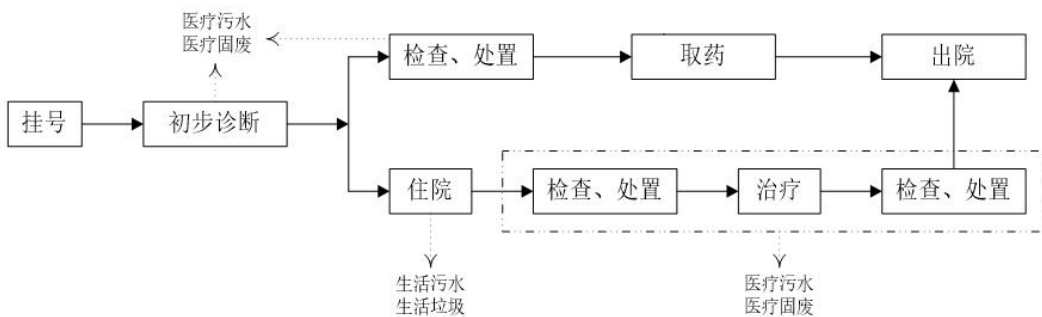 医疗污水
医疗固废
检查、处置
取药
出院
挂号
初步诊断
住院
检查、处置
治疗
检查、处置
生活污水
生活垃圾
医疗污水
医疗固废